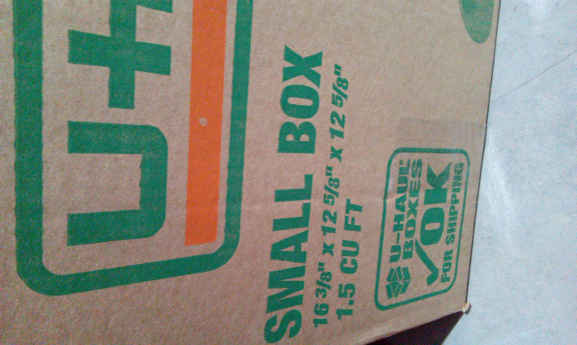 U-H
SMALL BOX
16 3/8" x 12 5/8" x 12 5/8"
1.5 CU FT
U-HAUL
BOXES
✓OK
FOR SHIPPING